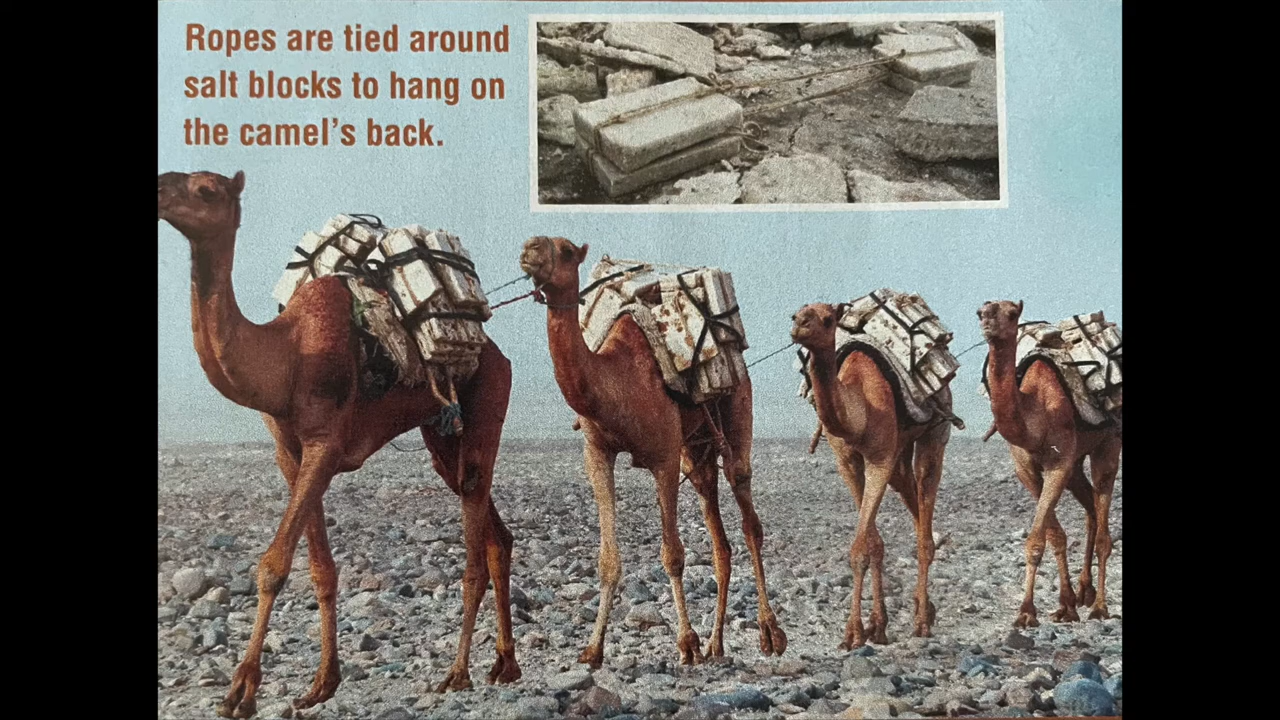 Ropes are tied around
salt blocks to hang on
the camel's back.